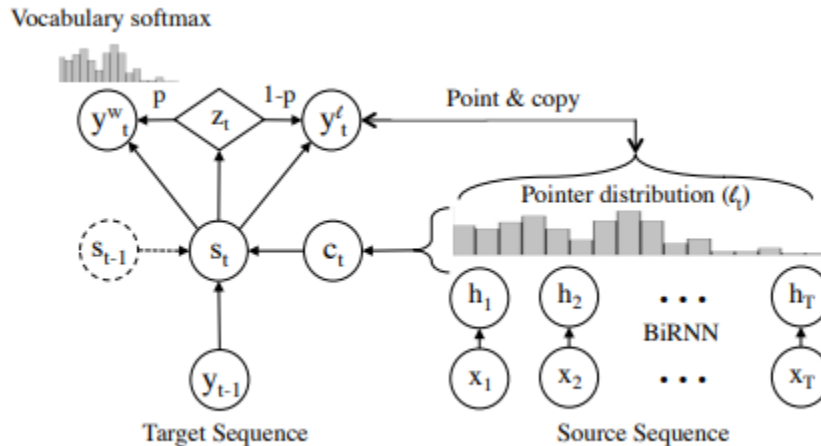 Vocabulary softmax
p
1-p
y^w_t
z_t
y^ℓ_t
Point & copy
Pointer distribution (ℓ_t)
s_{t-1}
s_t
c_t
h_1
h_2
• • •
h_T
BiRNN
y_{t-1}
x_1
x_2
• • •
x_T
Target Sequence
Source Sequence